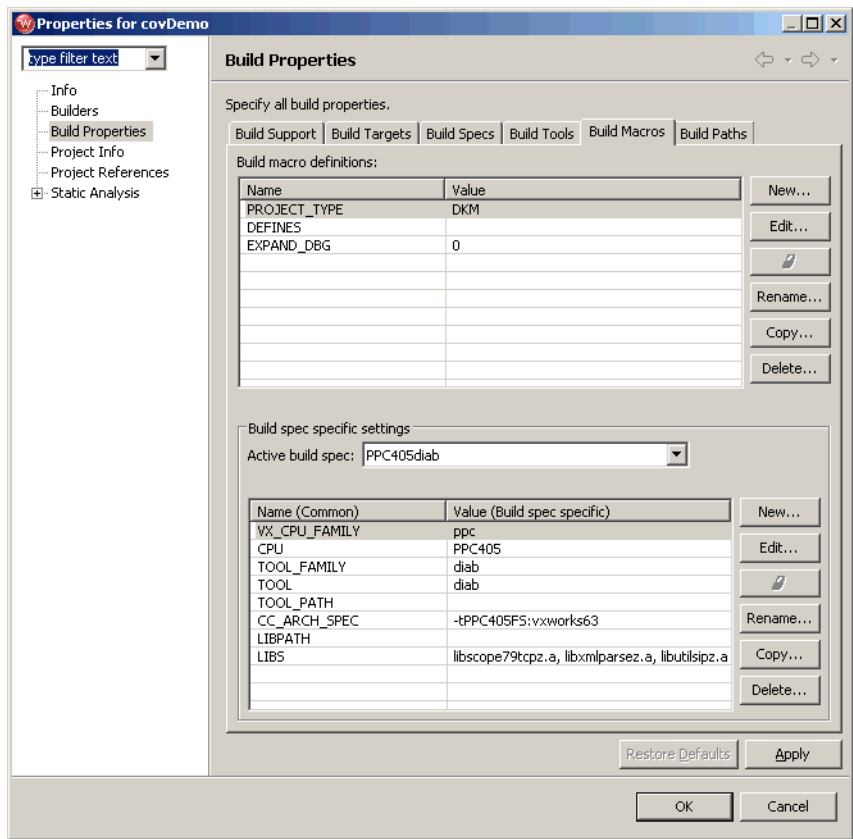 Properties for covDemo
type filter text
Info
Builders
Build Properties
Project Info
Project References
Static Analysis
Build Properties
Specify all build properties.
Build Support Build Targets Build Specs Build Tools Build Macros Build Paths
Build macro definitions:
Name Value
PROJECT_TYPE DKM
DEFINES
EXPAND_DBG 0
New...
Edit...
Rename...
Copy...
Delete...
Build spec specific settings
Active build spec: PPC405diab
Name (Common) Value (Build spec specific)
VX_CPU_FAMILY ppc
CPU PPC405
TOOL_FAMILY diab
TOOL diab
TOOL_PATH
CC_ARCH_SPEC -tPPC405FS:vxworks63
LIBPATH
LIBS libscope79tcpz.a, libxmlparsez.a, libutilsipz.a
New...
Edit...
Rename...
Copy...
Delete...
Restore Defaults Apply
OK Cancel